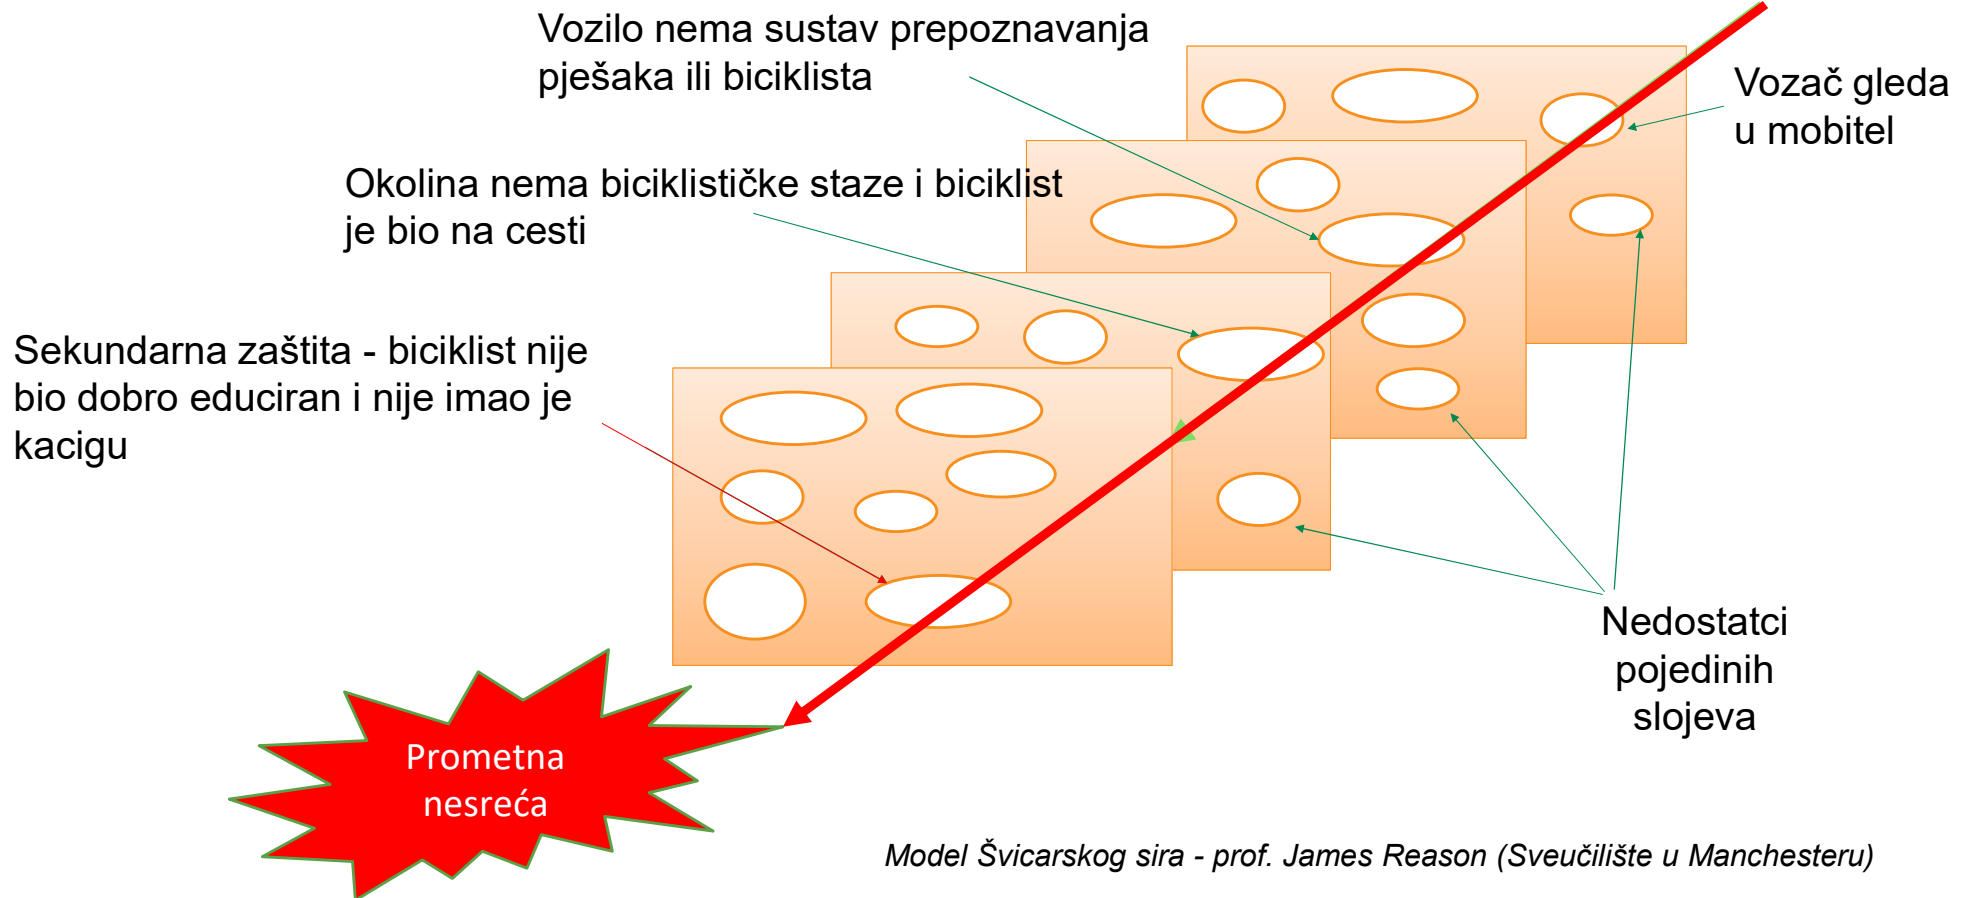 Vozilo nema sustav prepoznavanja
pješaka ili biciklista
Vozač gleda
u mobitel
Okolina nema biciklističke staze i biciklist
je bio na cesti
Sekundarna zaštita - biciklist nije
bio dobro educiran i nije imao je
kacigu
Nedostatci
pojedinih
slojeva
Prometna
nesreća
Model Švicarskog sira - prof. James Reason (Sveučilište u Manchesteru)